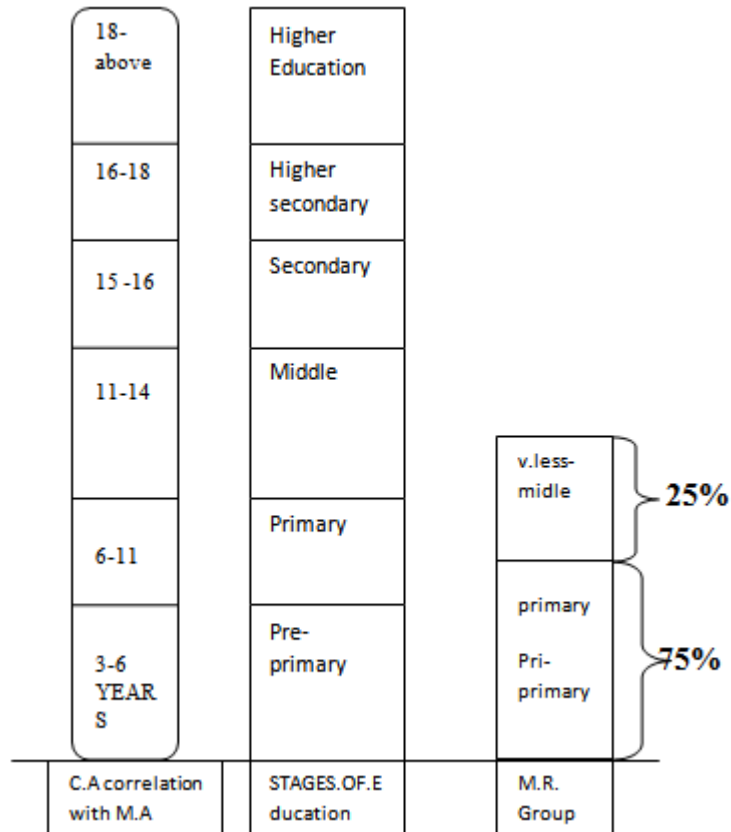 18-
above
16-18
15 -16
11-14
6-11
3-6
YEAR
S
C.A correlation
with M.A
Higher
Education
Higher
secondary
Secondary
Middle
Primary
Pre-
primary
STAGES.OF.E
ducation
v.less-
midle
25%
primary
Pri-
primary
75%
M.R.
Group